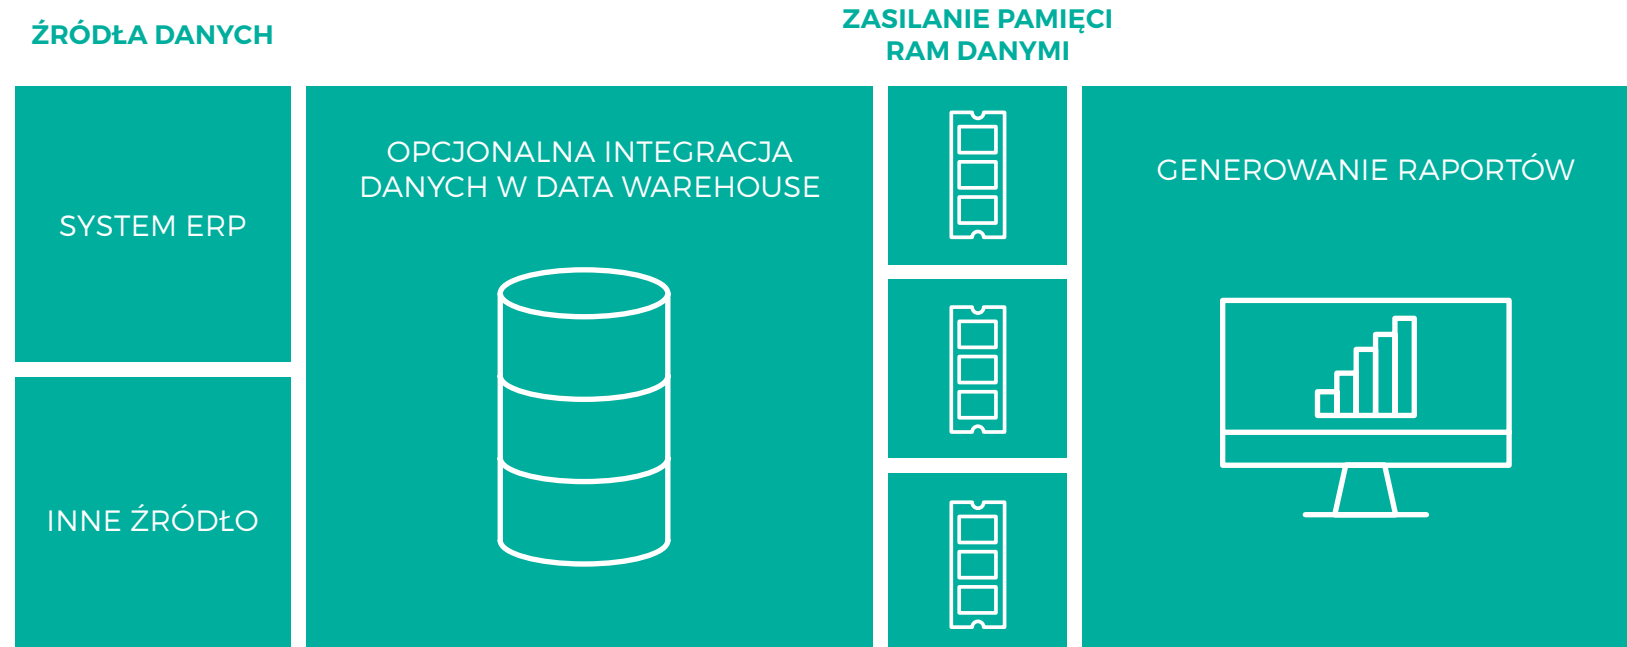 ŹRÓDŁA DANYCH
ZASILANIE PAMIĘCI
RAM DANYMI
SYSTEM ERP
INNE ŹRÓDŁO
OPCJONALNA INTEGRACJA
DANYCH W DATA WAREHOUSE
GENEROWANIE RAPORTÓW